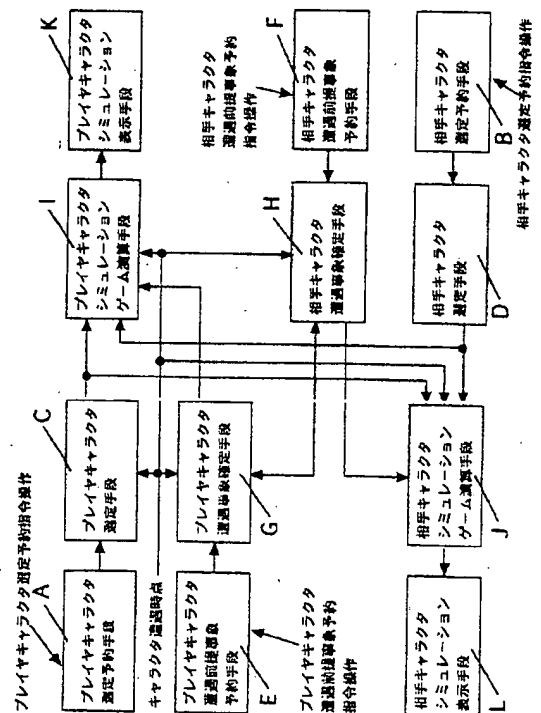 プレイヤキャラクタ選定予約指令操作
A
プレイヤキャラクタ
選定予約手段
C
プレイヤキャラクタ
選定手段
I
プレイヤキャラクタ
シミュレーション
ゲーム演算手段
K
プレイヤキャラクタ
シミュレーション
表示手段
キャラクタ遭遇時点
プレイヤキャラクタ
遭遇前提事象
予約手段
E
プレイヤキャラクタ
遭遇前提事象予約
指令操作
プレイヤキャラクタ
遭遇事象確定手段
G
相手キャラクタ
遭遇事象確定手段
H
相手キャラクタ
遭遇前提事象予約
指令操作
F
相手キャラクタ
遭遇前提事象
予約手段
相手キャラクタ
シミュレーション
表示手段
L
相手キャラクタ
シミュレーション
ゲーム演算手段
J
相手キャラクタ
選定手段
D
相手キャラクタ
選定予約手段
B
相手キャラクタ選定予約指令操作